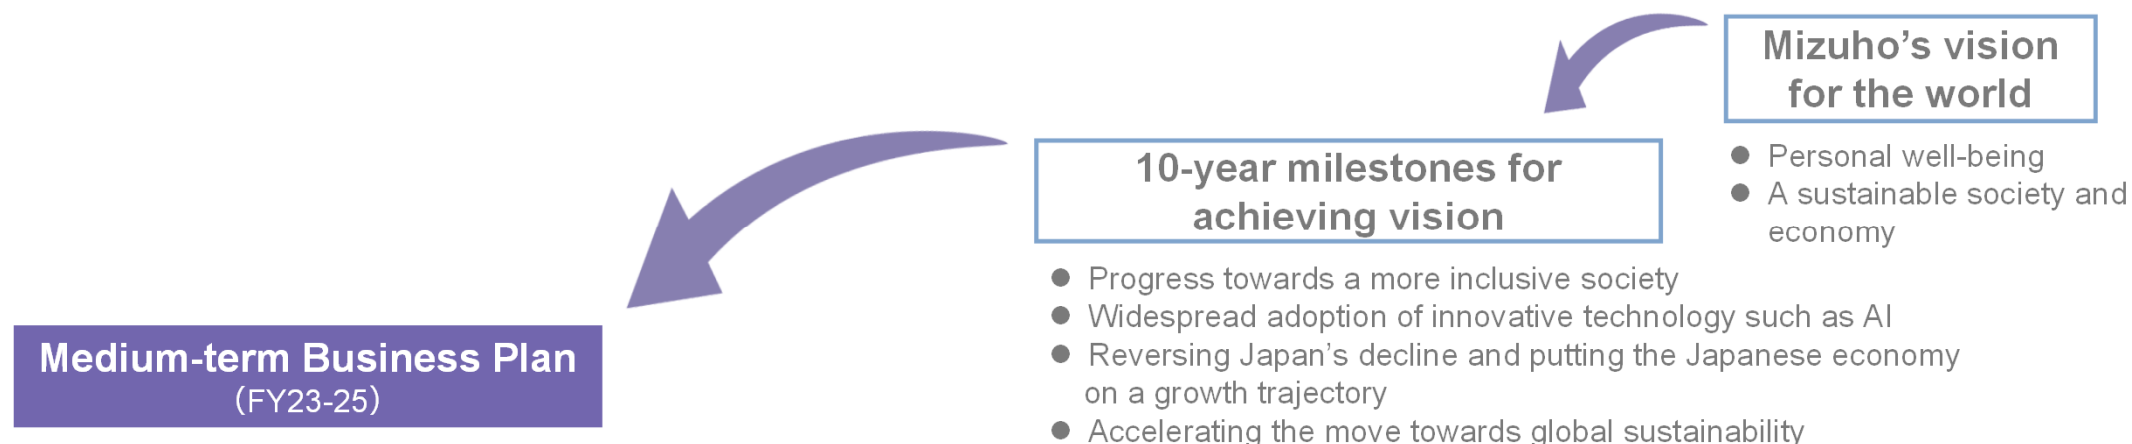 Mizuho’s vision
for the world
● Personal well-being
● A sustainable society and
economy
10-year milestones for
achieving vision
● Progress towards a more inclusive society
● Widespread adoption of innovative technology such as AI
● Reversing Japan’s decline and putting the Japanese economy
on a growth trajectory
● Accelerating the move towards global sustainability
Medium-term Business Plan
(FY23-25)